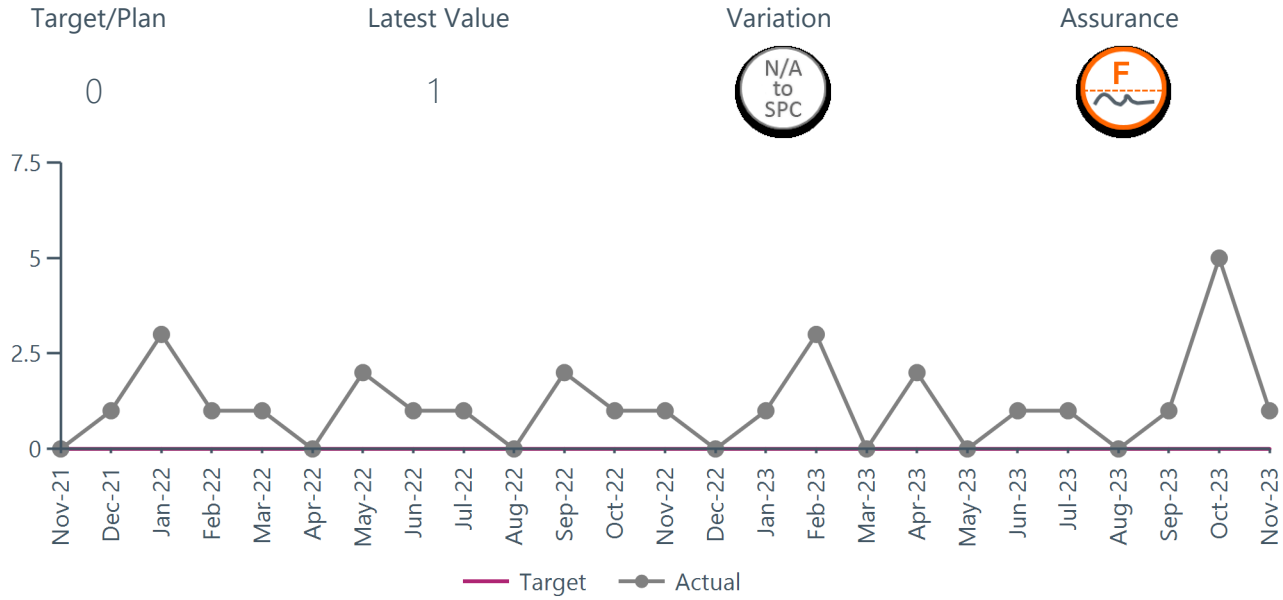 Target/Plan Latest Value Variation Assurance
0 1 N/A to SPC F
7.5
5
2.5
0
Nov-21 Dec-21 Jan-22 Feb-22 Mar-22 Apr-22 May-22 Jun-22 Jul-22 Aug-22 Sep-22 Oct-22 Nov-22 Dec-22 Jan-23 Feb-23 Mar-23 Apr-23 May-23 Jun-23 Jul-23 Aug-23 Sep-23 Oct-23 Nov-23
Target Actual